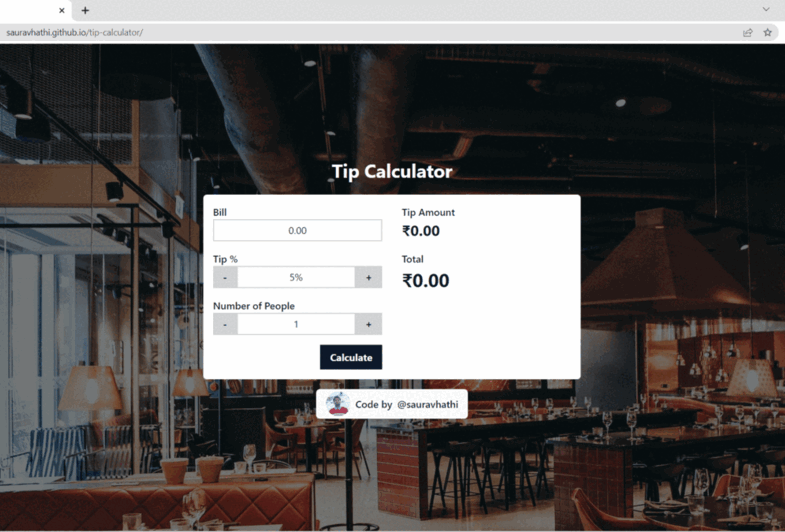 sauravhathi.github.io/tip-calculator/
Tip Calculator
Bill
0.00
Tip %
- 5% +
Number of People
- 1 +
Calculate
Tip Amount
₹0.00
Total
₹0.00
Code by @sauravhathi